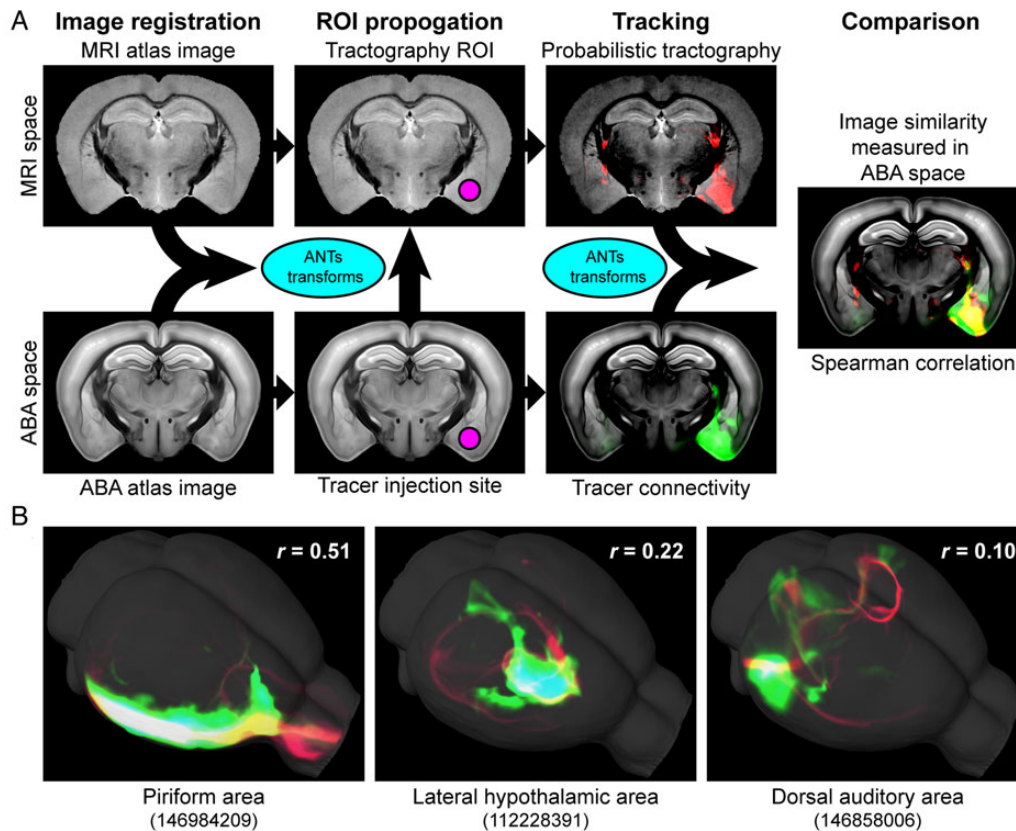 A
Image registration
MRI atlas image
ROI propogation
Tractography ROI
Tracking
Probabilistic tractography
Comparison
MRI space
Image similarity
measured in
ABA space
ANTs
transforms
ANTs
transforms
ABA space
Spearman correlation
ABA atlas image
Tracer injection site
Tracer connectivity
B
r = 0.51
r = 0.22
r = 0.10
Piriform area
(146984209)
Lateral hypothalamic area
(112228391)
Dorsal auditory area
(146858006)